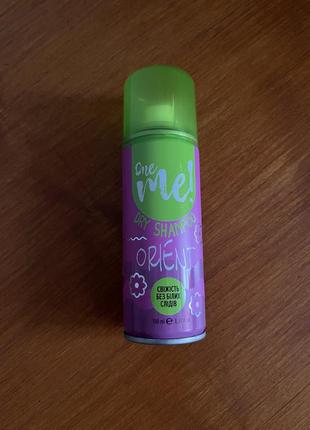 One
me!
DRY SHAMPOO
ORIENT
СВІЖІСТЬ
БЕЗ БІЛИХ
СЛІДІВ